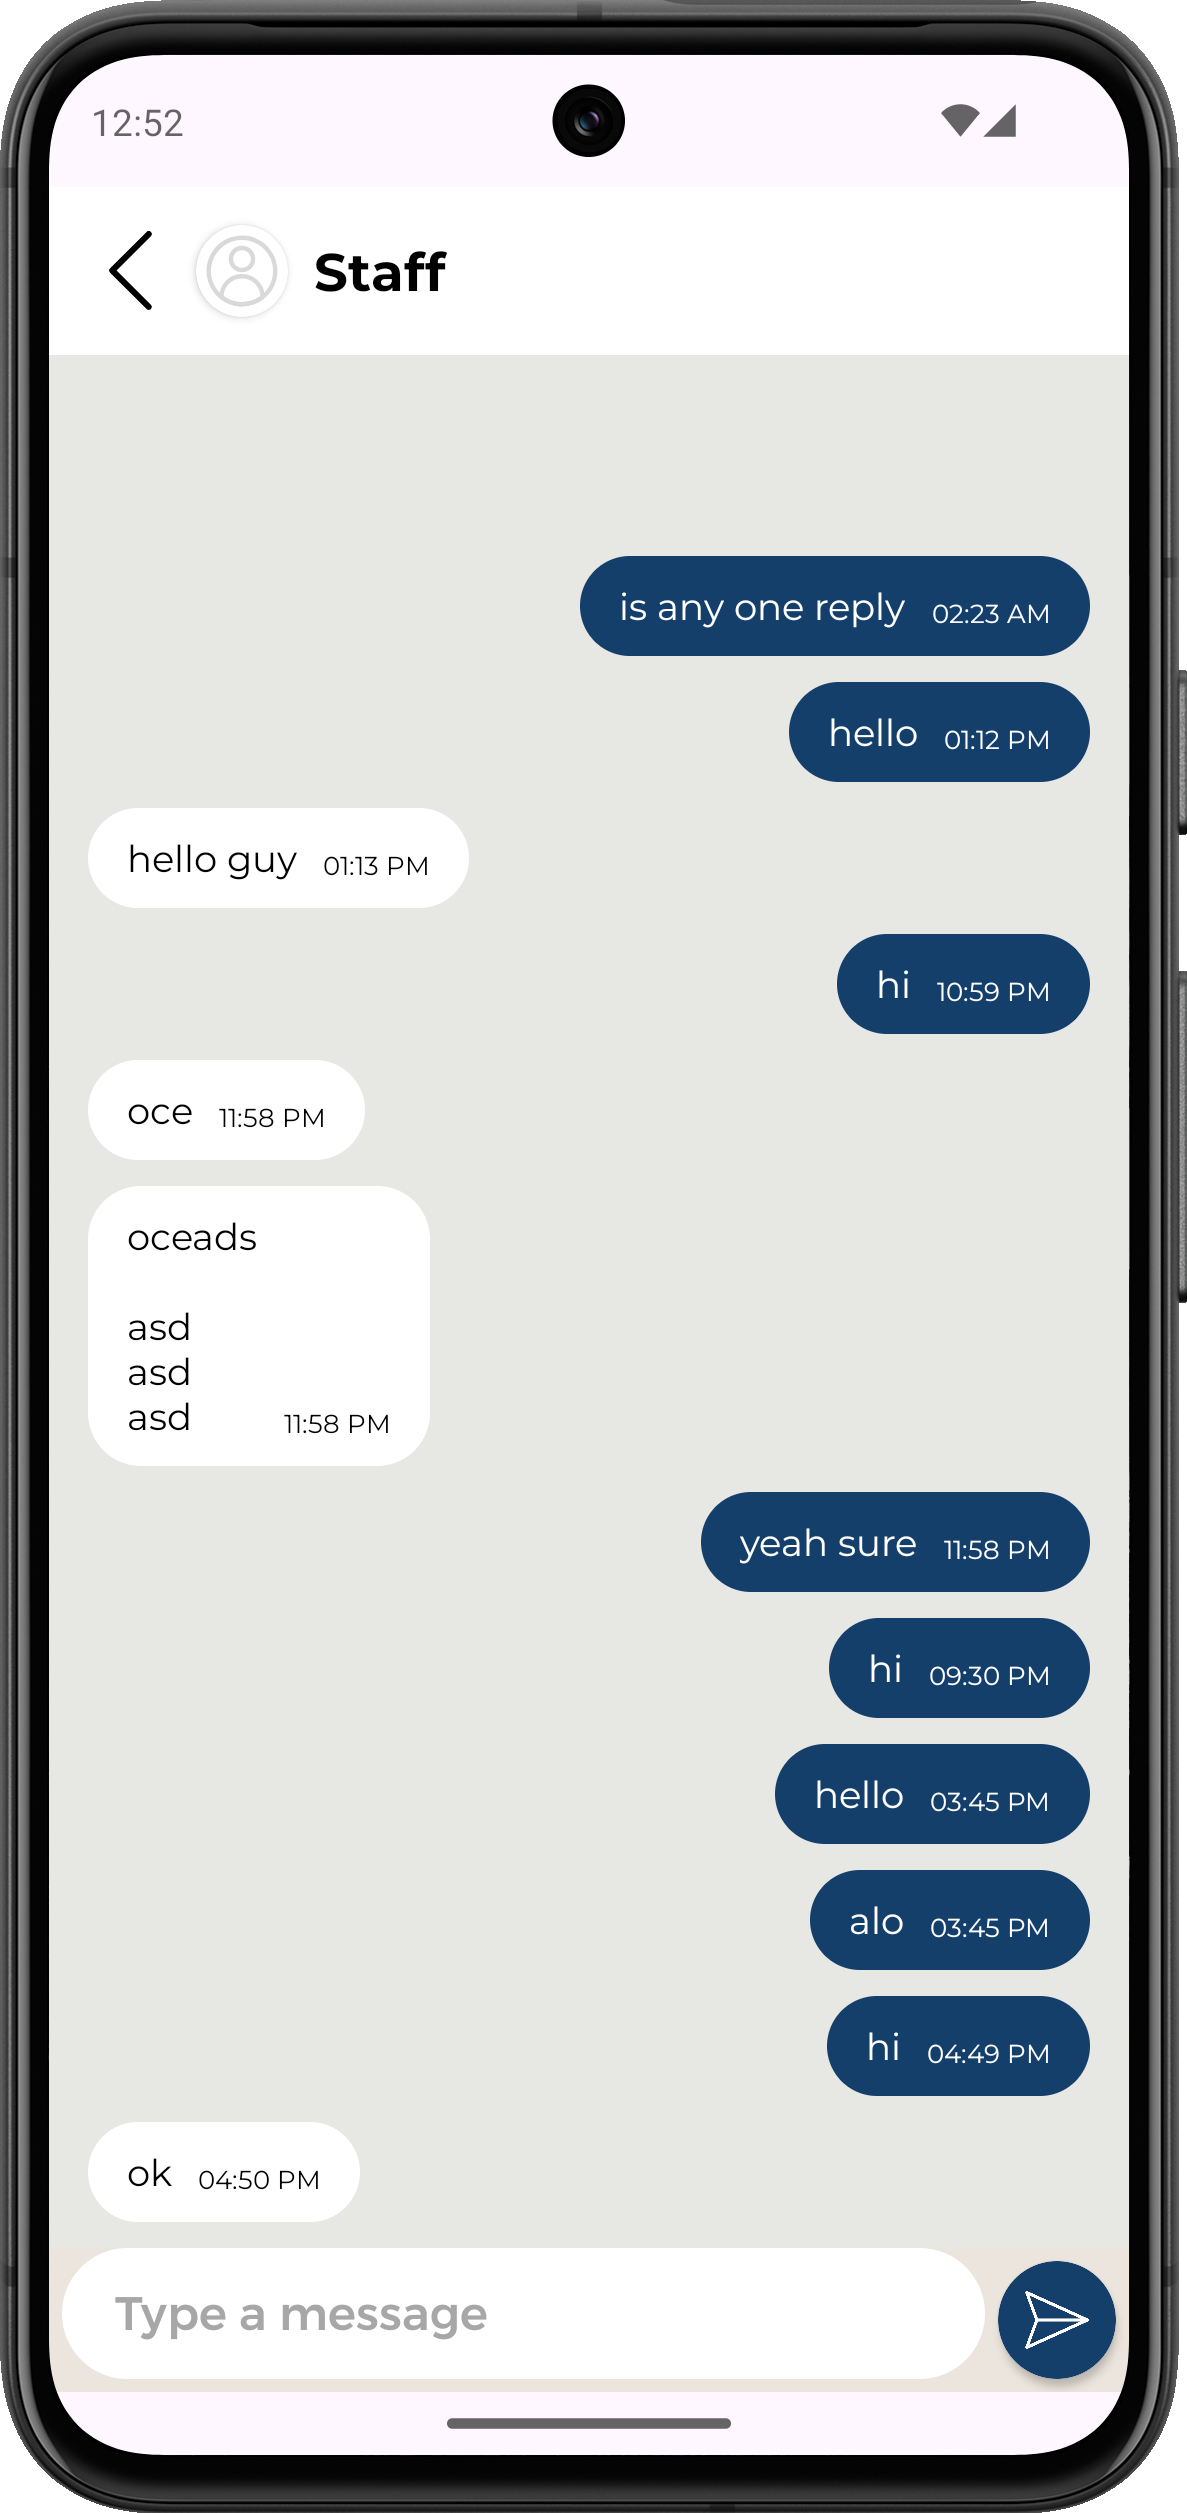 12:52
Staff
is any one reply 02:23 AM
hello 01:12 PM
hello guy 01:13 PM
hi 10:59 PM
oce 11:58 PM
oceads
asd
asd
asd 11:58 PM
yeah sure 11:58 PM
hi 09:30 PM
hello 03:45 PM
alo 03:45 PM
hi 04:49 PM
ok 04:50 PM
Type a message